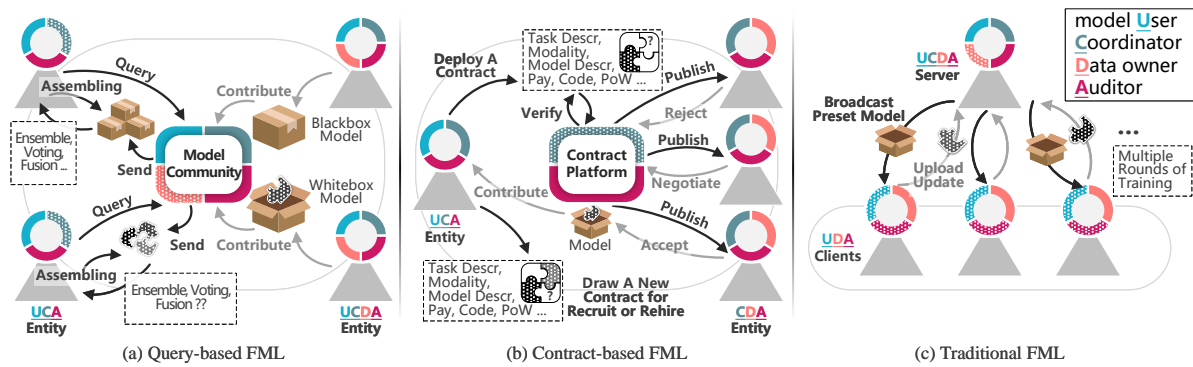 Query
Assembling
Contribute
Blackbox
Model
Ensemble,
Voting,
Fusion ...
Send
Model
Community
Whitebox
Model
Query
Send
Contribute
Assembling
Ensemble, Voting,
Fusion ??
UCA
Entity
UCDA
Entity
(a) Query-based FML
Task Descr,
Modality,
Model Descr,
Pay, Code, PoW ...
?
Deploy A
Contract
Publish
Verify
Reject
Contract
Platform
Publish
Negotiate
Contribute
UCA
Entity
Model
Publish
Accept
Task Descr,
Modality,
Model Descr,
Pay, Code, PoW ...
?
Draw A New
Contract for
Recruit or Rehire
CDA
Entity
(b) Contract-based FML
model User
Coordinator
Data owner
Auditor
UCDA
Server
Broadcast
Preset Model
Upload
Update
...
Multiple
Rounds of
Training
UDA
Clients
(c) Traditional FML